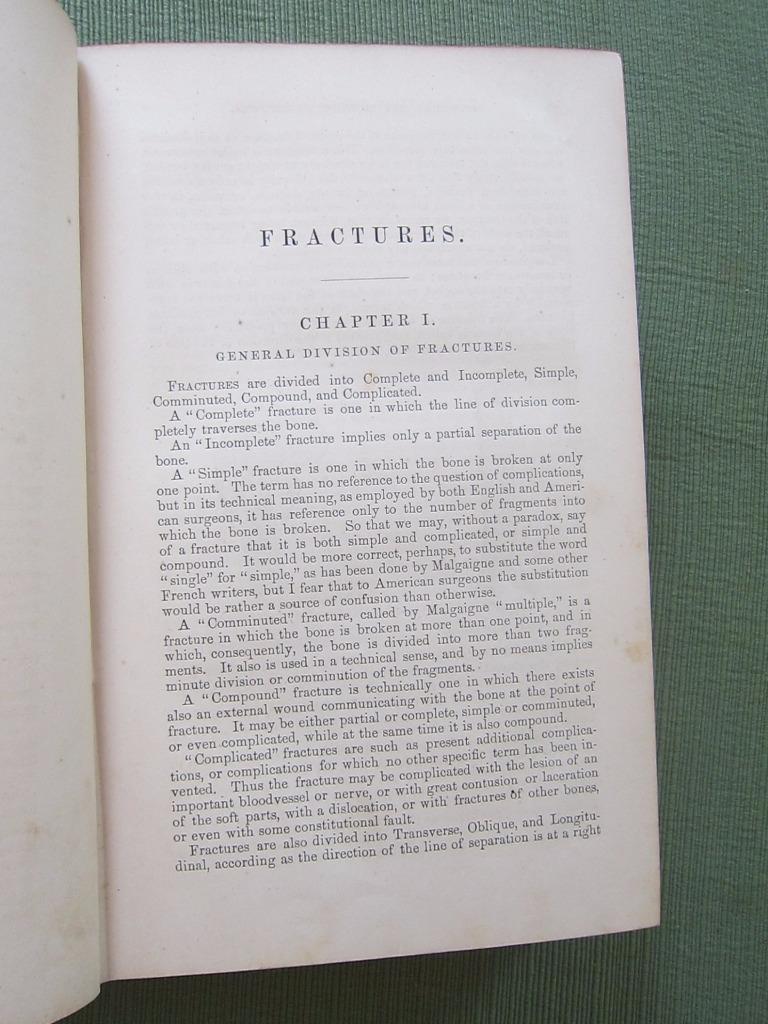 FRACTURES.
CHAPTER I.
GENERAL DIVISION OF FRACTURES.
FRACTURES are divided into Complete and Incomplete, Simple,
Comminuted, Compound, and Complicated.
A "Complete" fracture is one in which the line of division com-
pletely traverses the bone.
An "Incomplete" fracture implies only a partial separation of the
bone.
A "Simple" fracture is one in which the bone is broken at only
one point. The term has no reference to the question of complications,
but in its technical meaning, as employed by both English and Ameri-
can surgeons, it has reference only to the number of fragments into
which the bone is broken. So that we may, without a paradox, say
of a fracture that it is both simple and complicated, or simple and
compound. It would be more correct, perhaps, to substitute the word
"single" for "simple," as has been done by Malgaigne and some other
French writers, but I fear that to American surgeons the substitution
would be rather a source of confusion than otherwise.
A "Comminuted" fracture, called by Malgaigne "multiple," is a
fracture in which the bone is broken at more than one point, and in
which, consequently, the bone is divided into more than two frag-
ments. It also is used in a technical sense, and by no means implies
minute division or comminution of the fragments.
A "Compound" fracture is technically one in which there exists
also an external wound communicating with the bone at the point of
fracture. It may be either partial or complete, simple or comminuted,
or even complicated, while at the same time it is also compound.
"Complicated" fractures are such as present additional complica-
tions, or complications for which no other specific term has been in-
vented. Thus the fracture may be complicated with the lesion of an
important bloodvessel or nerve, or with great contusion or laceration
of the soft parts, with a dislocation, or with fractures of other bones,
or even with some constitutional fault.
Fractures are also divided into Transverse, Oblique, and Longitu-
dinal, according as the direction of the line of separation is at a right